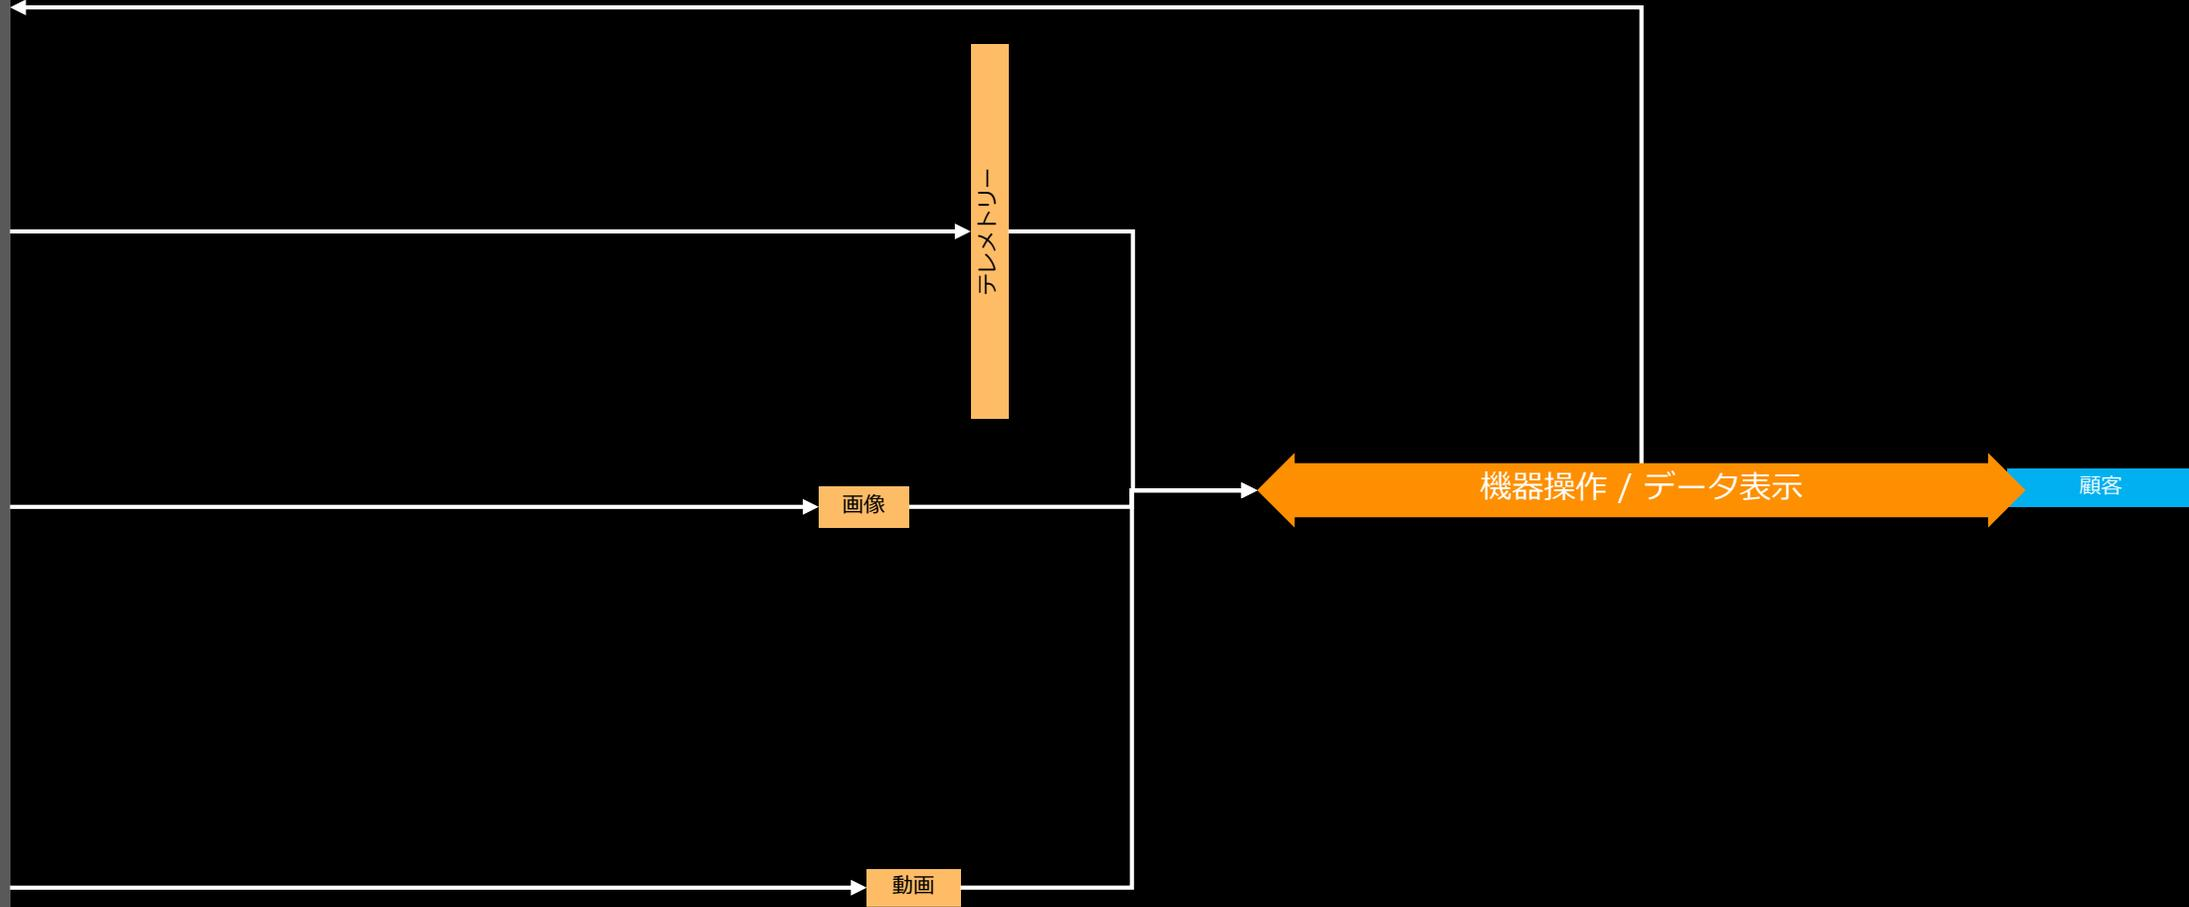 テレメトリー
画像
機器操作 / データ表示
顧客
動画